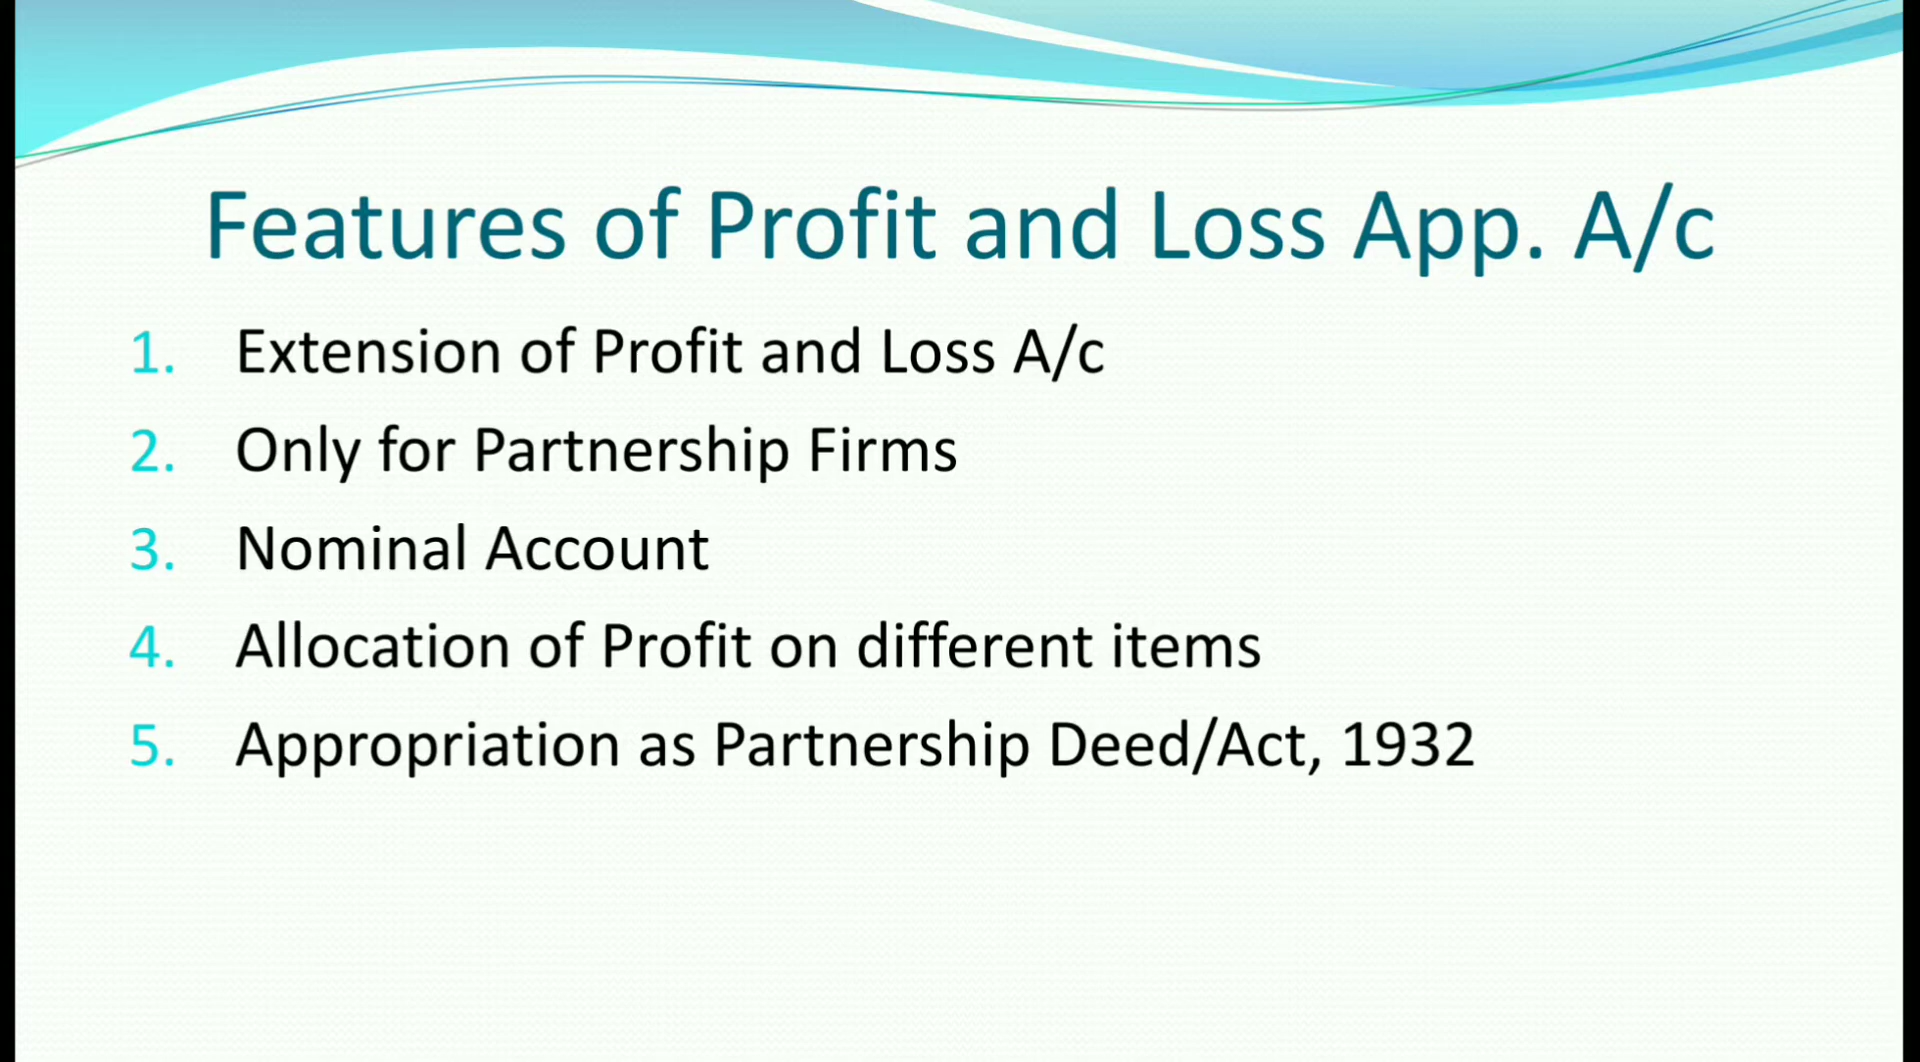 Features of Profit and Loss App. A/c
1. Extension of Profit and Loss A/c
2. Only for Partnership Firms
3. Nominal Account
4. Allocation of Profit on different items
5. Appropriation as Partnership Deed/Act, 1932